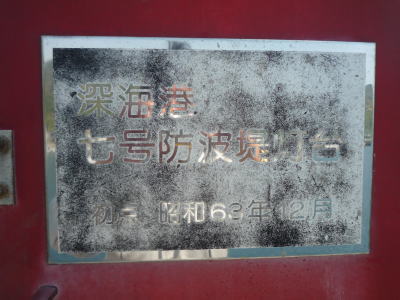 深海港
七号防波堤灯台
初点 昭和63年12月